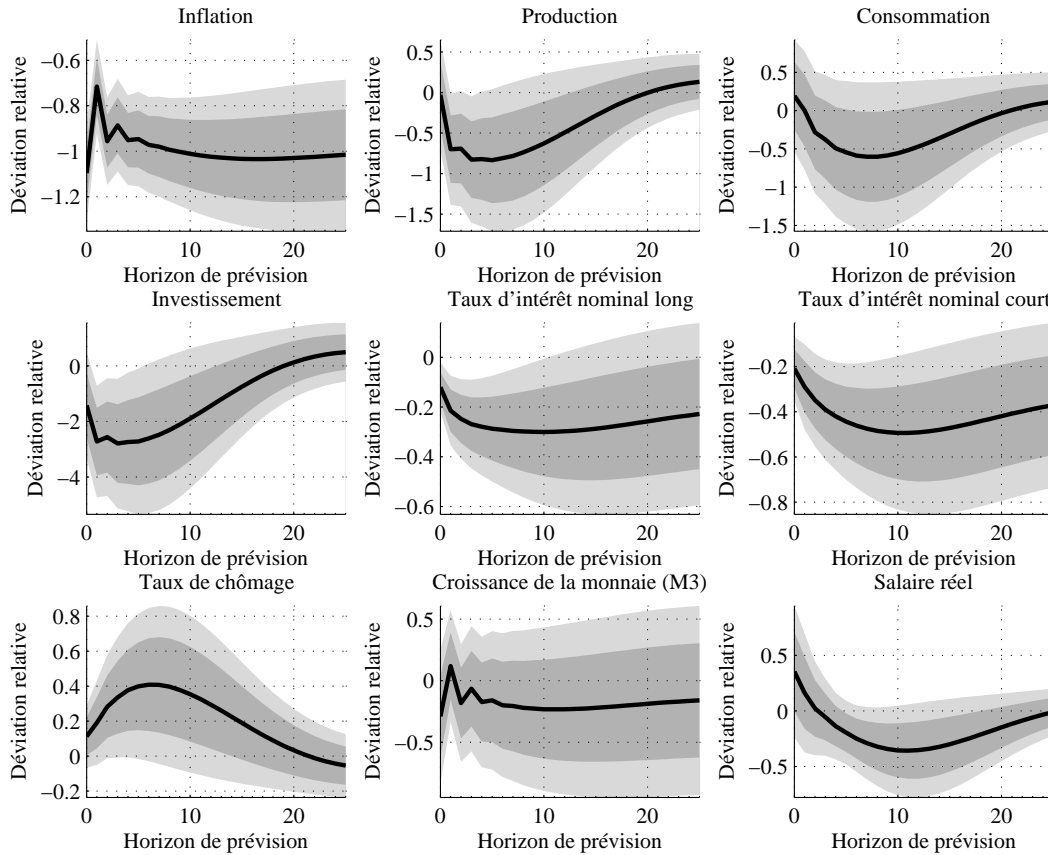 Inflation
Production
Consommation
Déviation relative
−0.6
−0.8
−1
−1.2
0
10
20
Horizon de prévision
Déviation relative
0.5
0
−0.5
−1
−1.5
0
10
20
Horizon de prévision
Déviation relative
0.5
0
−0.5
−1
−1.5
0
10
20
Horizon de prévision
Investissement
Taux d’intérêt nominal long
Taux d’intérêt nominal court
Déviation relative
0
−2
−4
0
10
20
Horizon de prévision
Déviation relative
0
−0.2
−0.4
−0.6
0
10
20
Horizon de prévision
Déviation relative
−0.2
−0.4
−0.6
−0.8
0
10
20
Horizon de prévision
Taux de chômage
Croissance de la monnaie (M3)
Salaire réel
Déviation relative
0.8
0.6
0.4
0.2
0
−0.2
0
10
20
Horizon de prévision
Déviation relative
0.5
0
−0.5
0
10
20
Horizon de prévision
Déviation relative
0.5
0
−0.5
0
10
20
Horizon de prévision